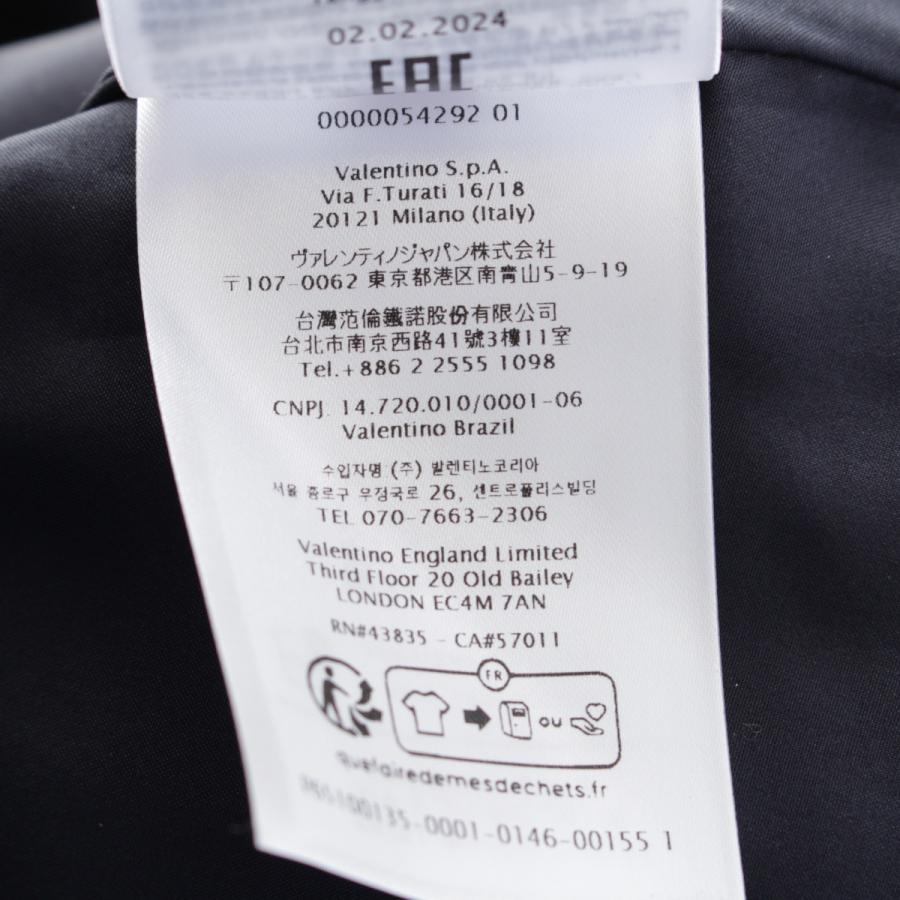 02.02.2024
EAC
0000054292 01
Valentino S.p.A.
Via F.Turati 16/18
20121 Milano (Italy)
ヴァレンティノジャパン株式会社
〒107-0062 東京都港区南青山5-9-19
台灣范倫鐵諾股份有限公司
台北市南京西路41號3樓11室
Tel.+886 2 2555 1098
CNPJ. 14.720.010/0001-06
Valentino Brazil
수입자명 (주) 발렌티노코리아
서울 종로구 우정국로 26, 센트로폴리스빌딩
TEL 070-7663-2306
Valentino England Limited
Third Floor 20 Old Bailey
LONDON EC4M 7AN
RN#43835 - CA#57011
FR
ou
quefairedemesdechets.fr